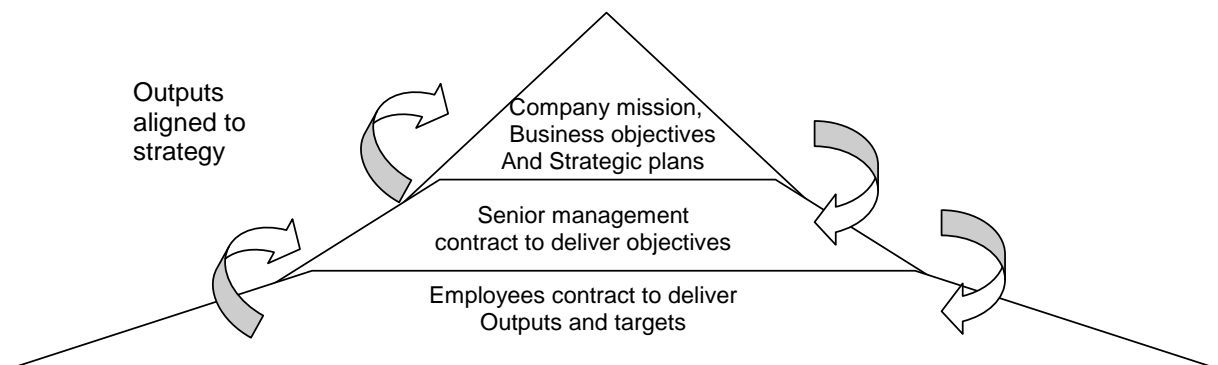 Outputs
aligned to
strategy
Company mission,
Business objectives
And Strategic plans
Senior management
contract to deliver objectives
Employees contract to deliver
Outputs and targets